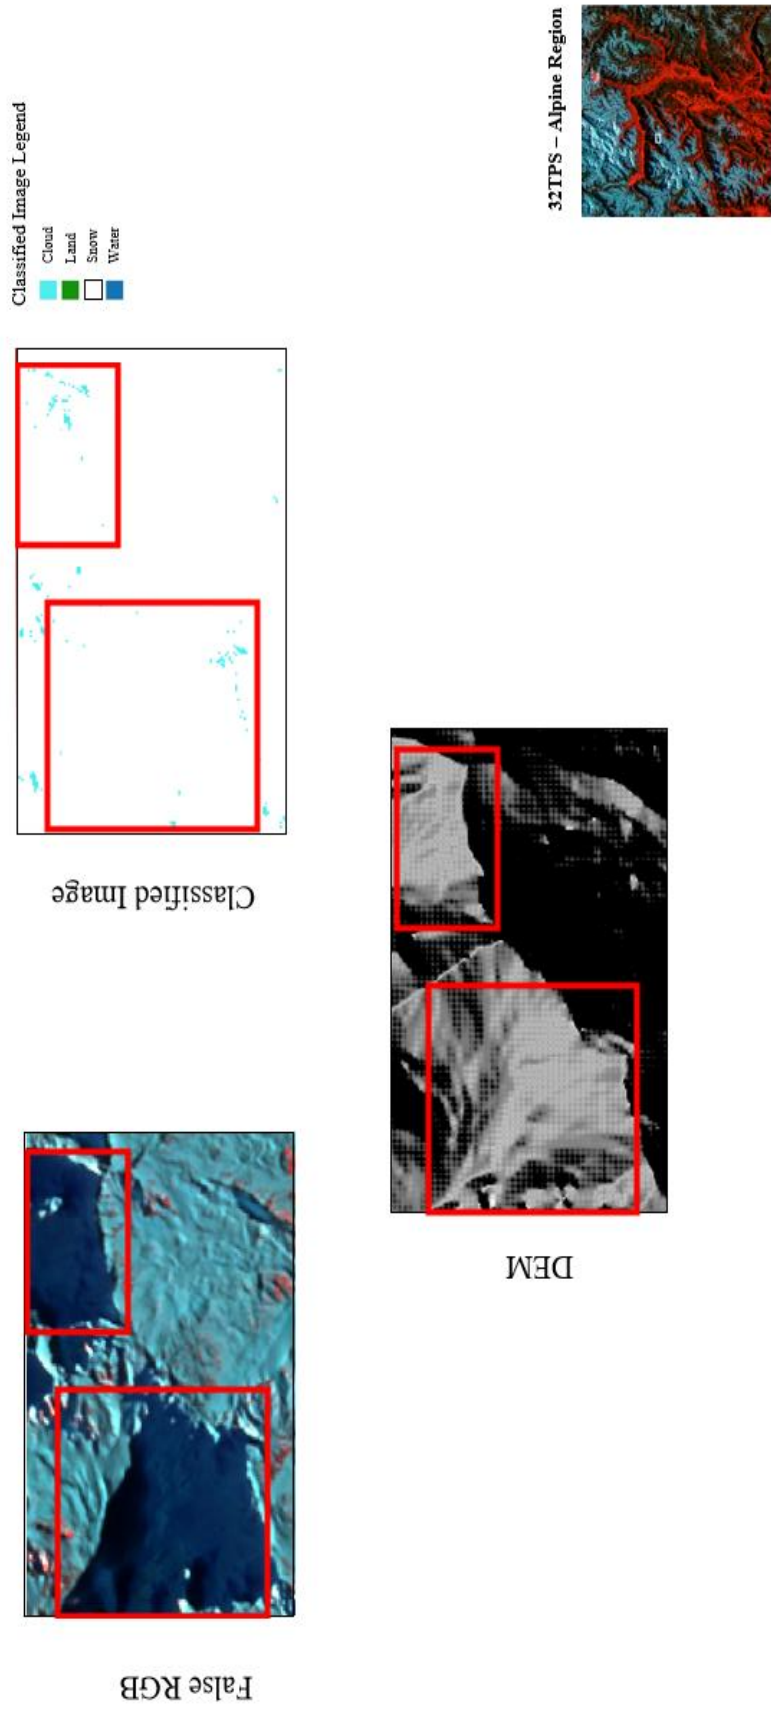 False RGB
Classified Image
DEM
Classified Image Legend
Cloud
Land
Snow
Water
32TPS – Alpine Region